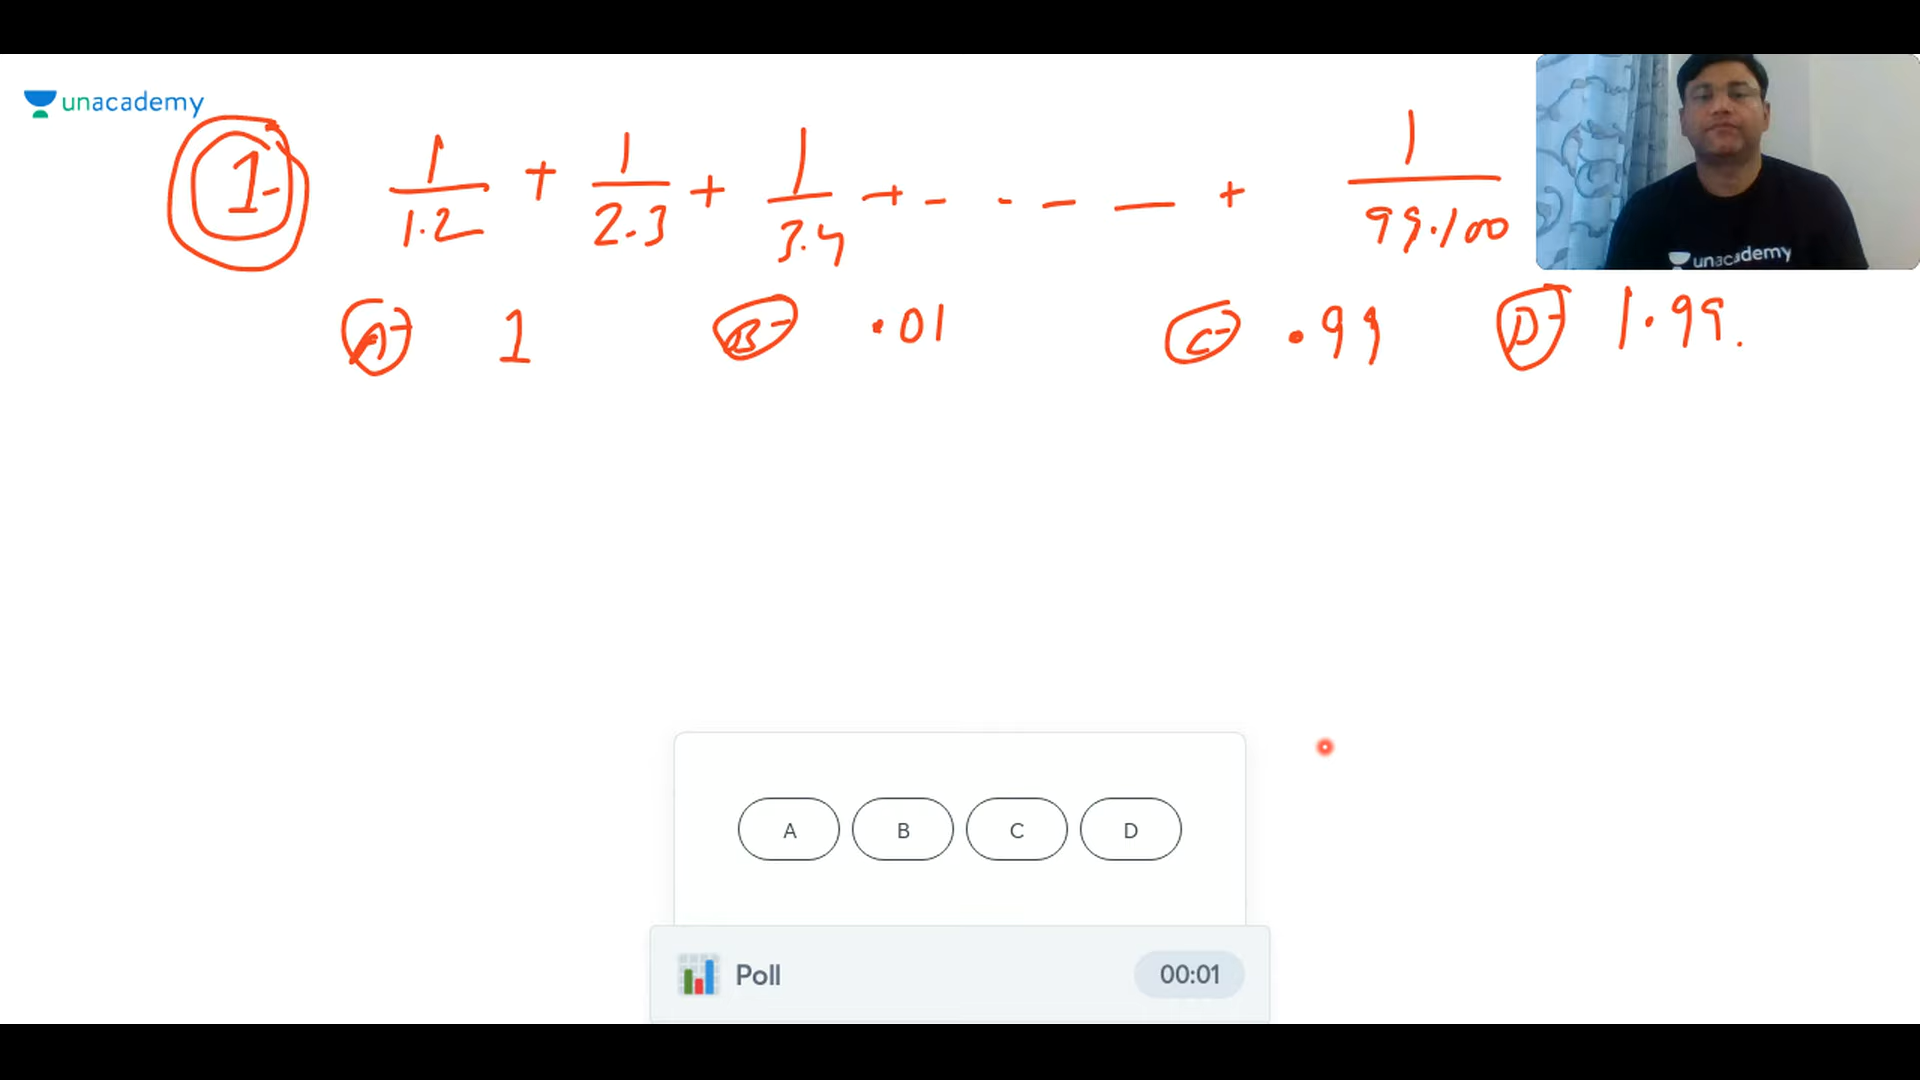 unacademy
1- 1/1.2 + 1/2.3 + 1/3.4 + - - - - + 1/99.100
unacademy
A- 1 B- .01 C- .99 D- 1.99.
A B C D
Poll 00:01